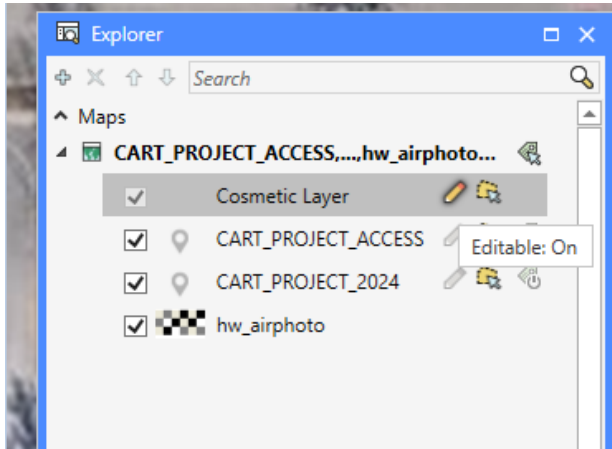 Explorer
Search
Maps
CART_PROJECT_ACCESS,...,hw_airphoto...
Cosmetic Layer
CART_PROJECT_ACCESS
Editable: On
CART_PROJECT_2024
hw_airphoto